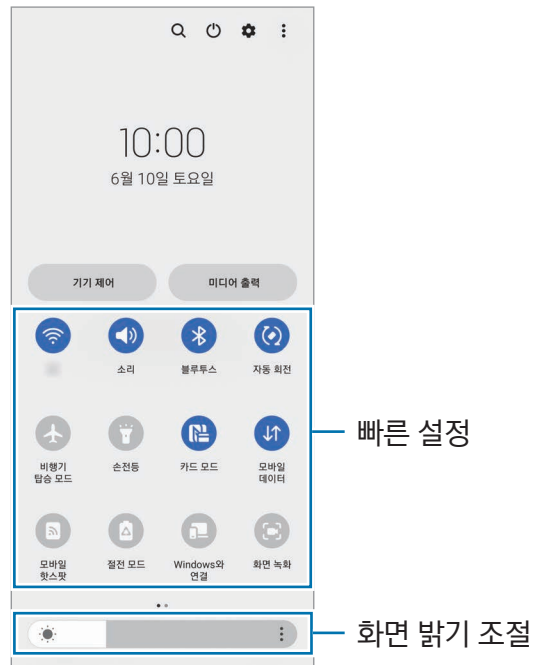 10:00
6월 10일 토요일
기기 제어
미디어 출력
소리
블루투스
자동 회전
비행기
탑승 모드
손전등
카드 모드
모바일
데이터
빠른 설정
모바일
핫스팟
절전 모드
Windows와
연결
화면 녹화
화면 밝기 조절